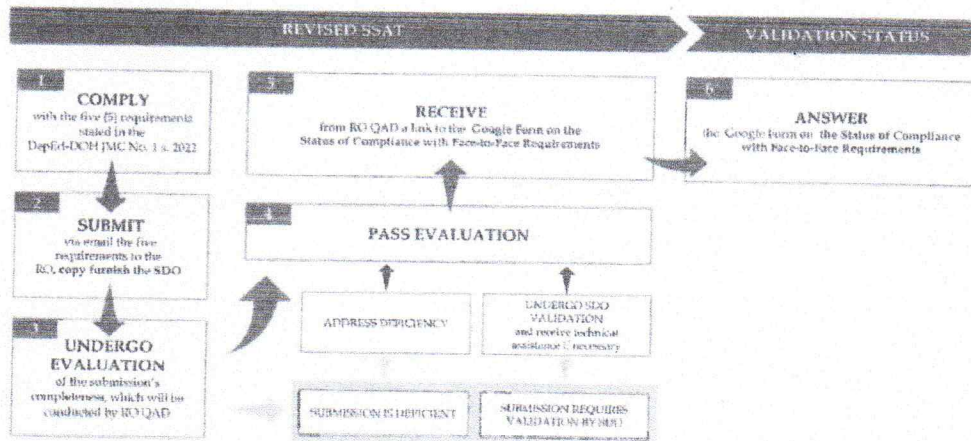 REVISED SSAT
VALIDATION STATUS
1
COMPLY
with the five (5) requirements
stated in the
DepEd-DOH JMC No. 1 s. 2022
2
SUBMIT
via email the five
requirements to the
RO, copy furnish the SDO
3
UNDERGO
EVALUATION
of the submission's
completeness, which will be
conducted by RO QAD
5
RECEIVE
from RO QAD a link to the Google Form on the
Status of Compliance with Face-to-Face Requirements
4
PASS EVALUATION
ADDRESS DEFICIENCY
UNDERGO SDO
VALIDATION
and receive technical
assistance if necessary
SUBMISSION IS DEFICIENT
SUBMISSION REQUIRES
VALIDATION BY SDO
6
ANSWER
the Google Form on the Status of Compliance
with Face-to-Face Requirements